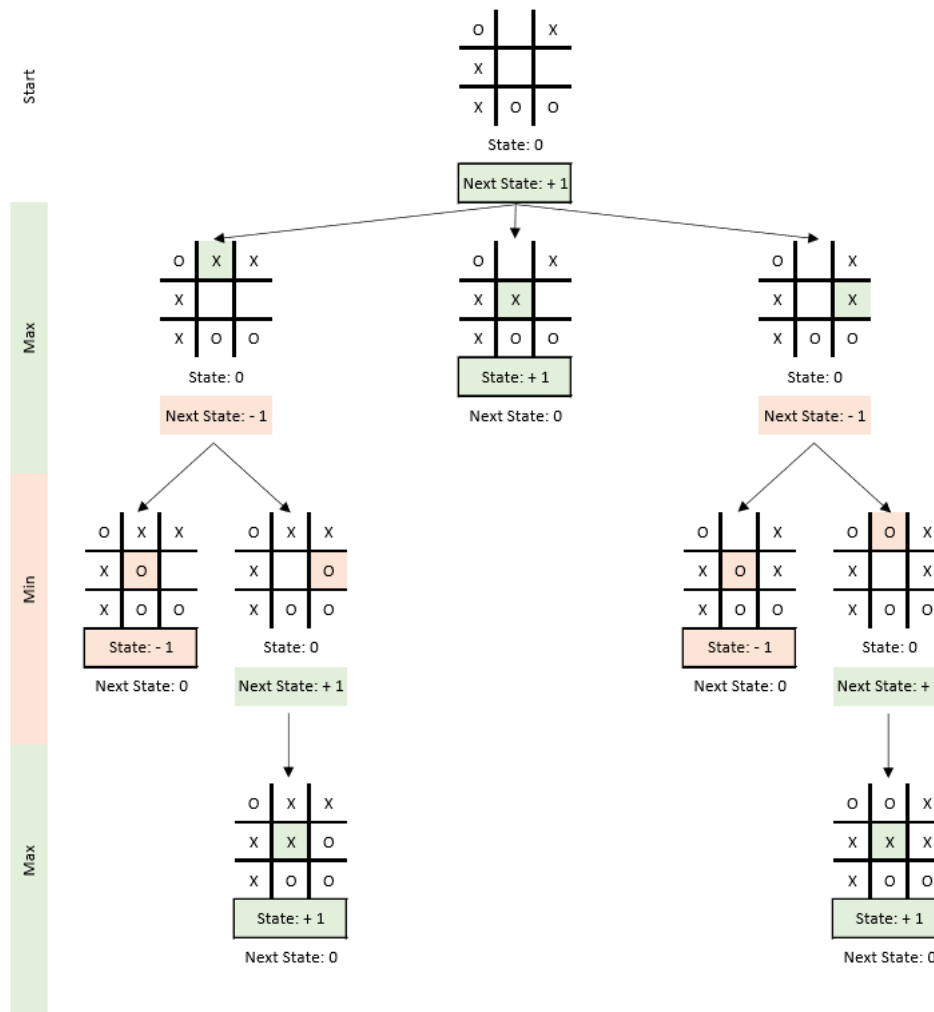 Start
O X
X
X O O
State: 0
Next State: + 1
Max
O X X
X
X O O
State: 0
Next State: - 1
O X
X X
X O O
State: + 1
Next State: 0
O X
X X
X O O
State: 0
Next State: - 1
Min
O X X
X O
X O O
State: - 1
Next State: 0
O X X
X O
X O O
State: 0
Next State: + 1
O X
X O X
X O O
State: - 1
Next State: 0
O O X
X X
X O O
State: 0
Next State: +
Max
O X X
X X O
X O O
State: + 1
Next State: 0
O O X
X X X
X O O
State: + 1
Next State: 0